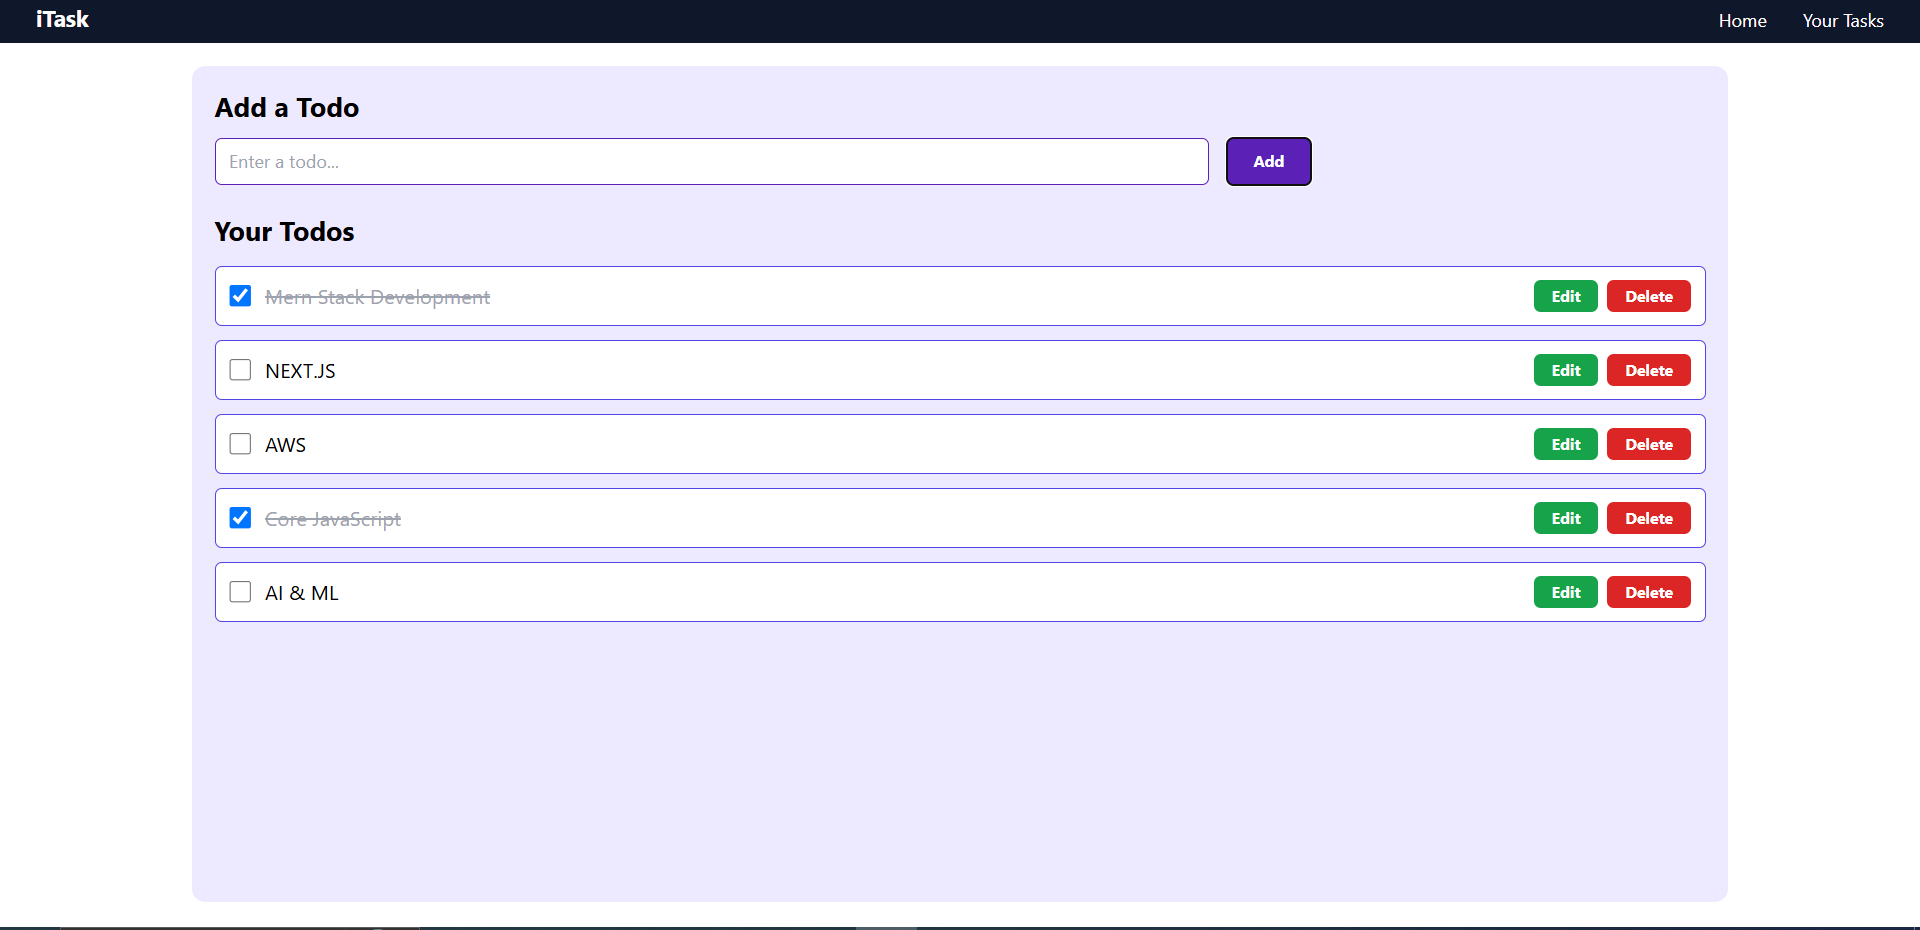 iTask Home Your Tasks
Add a Todo
Enter a todo... Add
Your Todos
Mern Stack Development Edit Delete
NEXT.JS Edit Delete
AWS Edit Delete
Core JavaScript Edit Delete
AI & ML Edit Delete